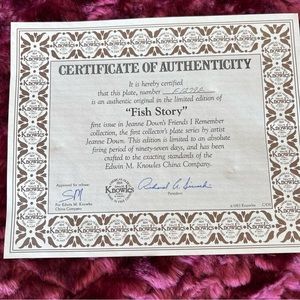 CERTIFICATE OF AUTHENTICITY
It is hereby certified
that this plate, number
is an authentic original in the limited edition of
"Fish Story"
first issue in Jeanne Down's Friends I Remember
collection, the first collector's plate series by artist
Jeanne Down. This edition is limited to an absolute
firing period of ninety-seven days, and has been
crafted to the exacting standards of the
Edwin M. Knowles China Company.
Approved for release
For Edwin M. Knowles
China Company
Knowles
President